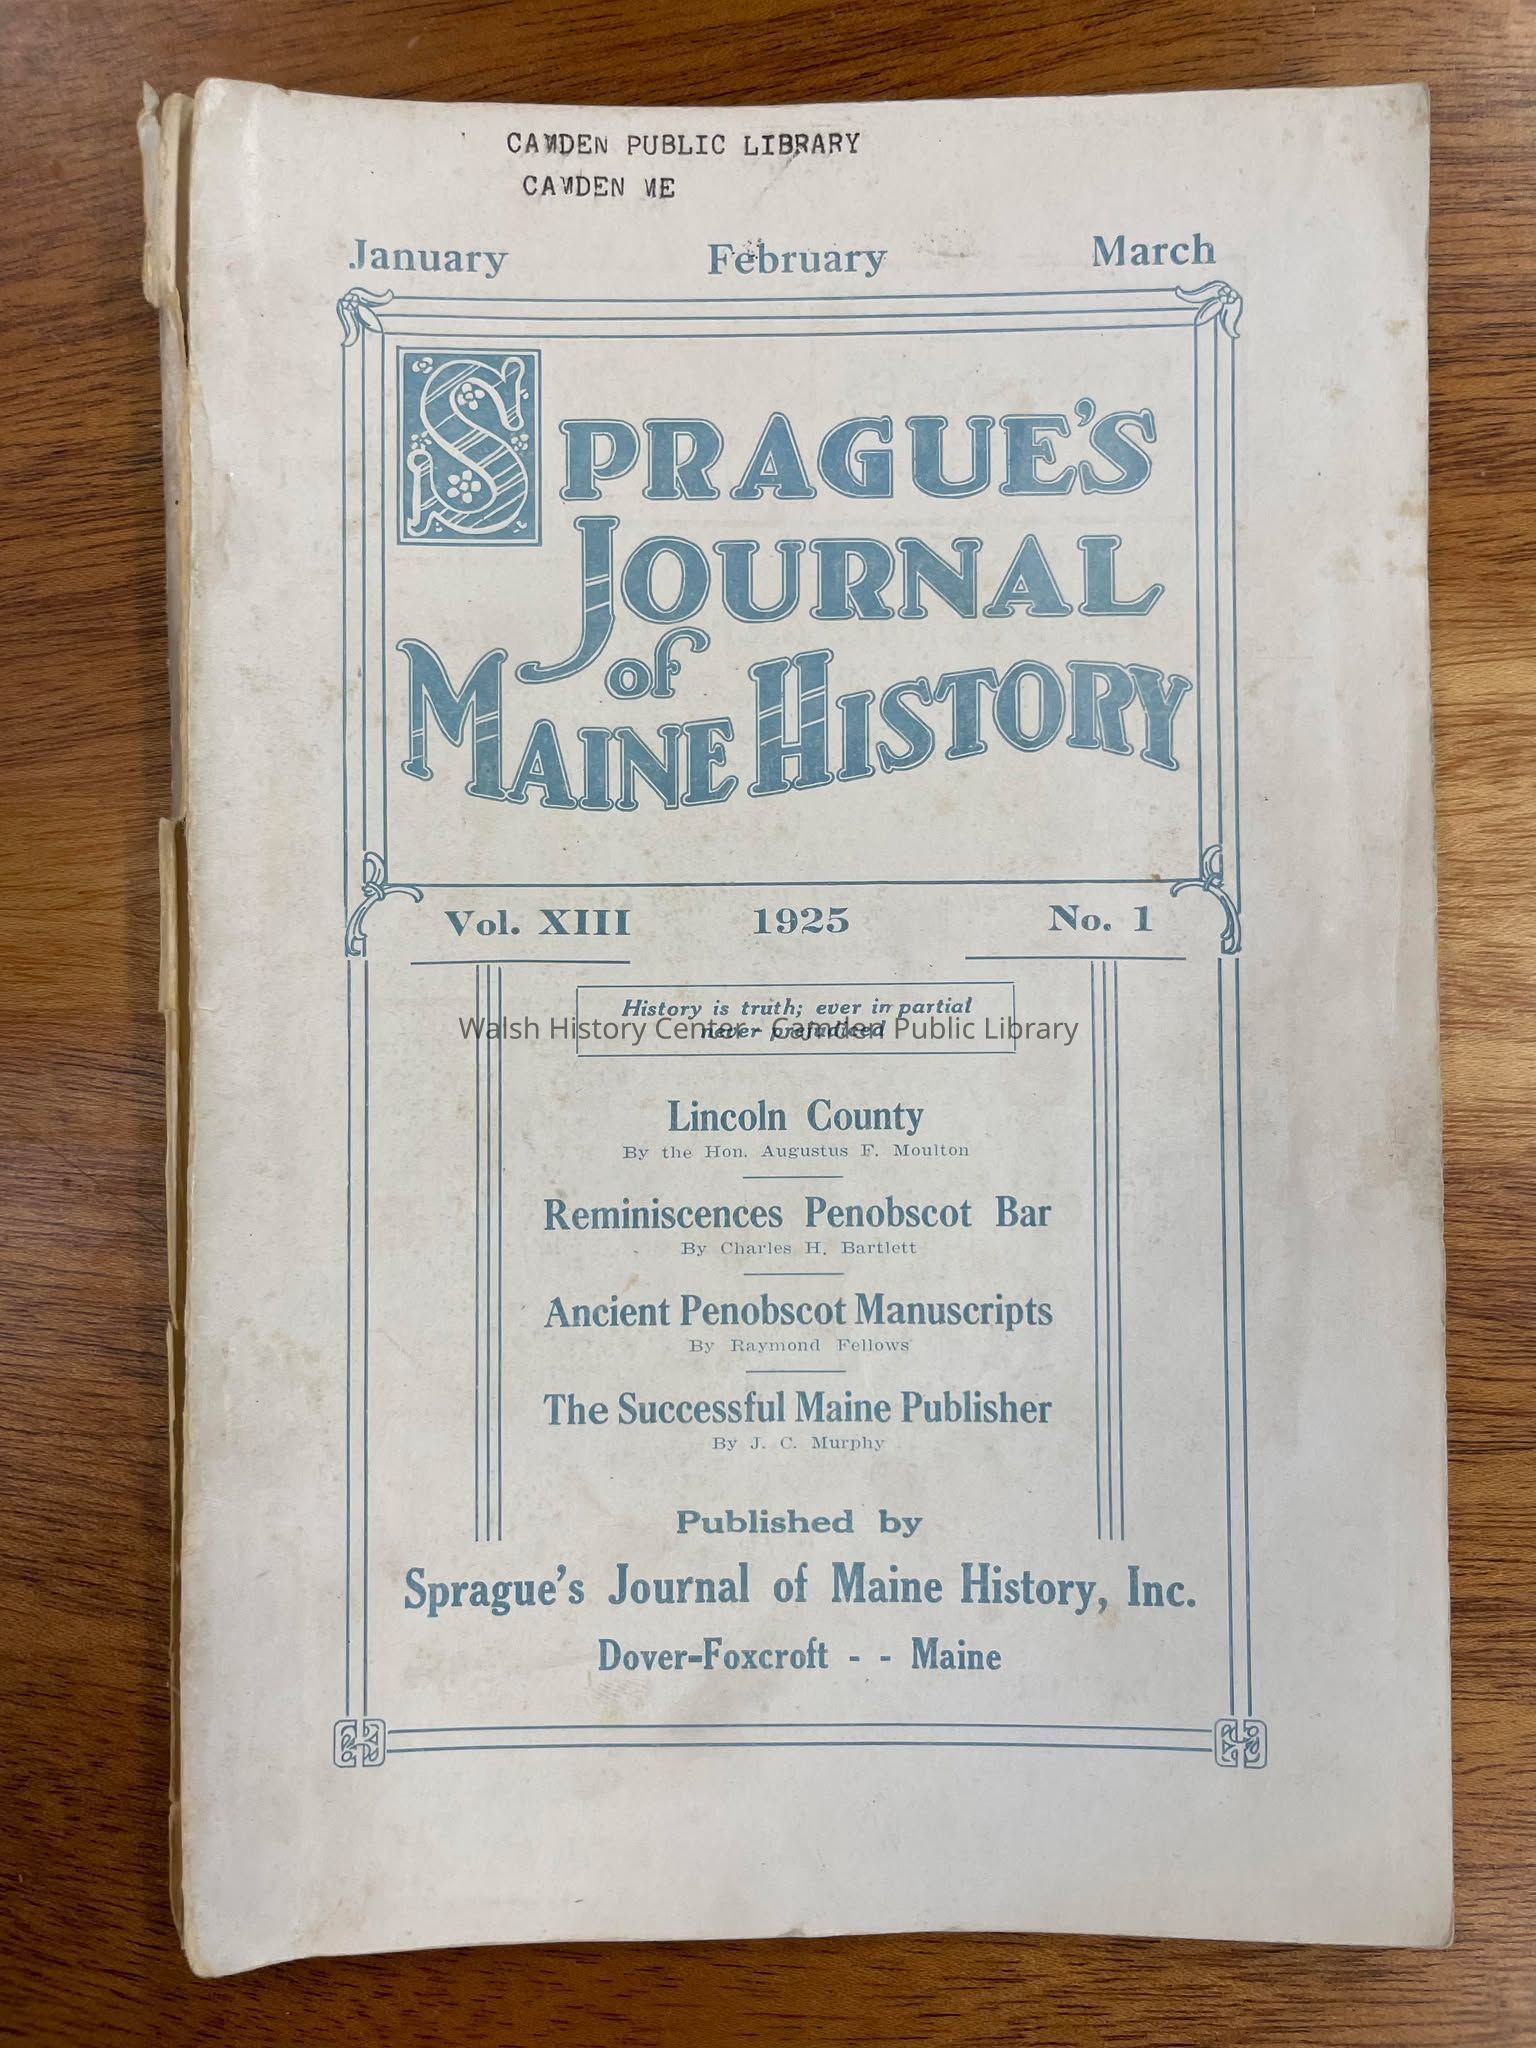 CAMDEN PUBLIC LIBRARY
CAMDEN ME
January February March
SPRAGUE'S
JOURNAL
of
MAINE HISTORY
Vol. XIII 1925 No. 1
History is truth; ever impartial
never prejudiced
Walsh History Center - Camden Public Library
Lincoln County
By the Hon. Augustus F. Moulton
Reminiscences Penobscot Bar
By Charles H. Bartlett
Ancient Penobscot Manuscripts
By Raymond Fellows
The Successful Maine Publisher
By J. C. Murphy
Published by
Sprague's Journal of Maine History, Inc.
Dover-Foxcroft - - Maine